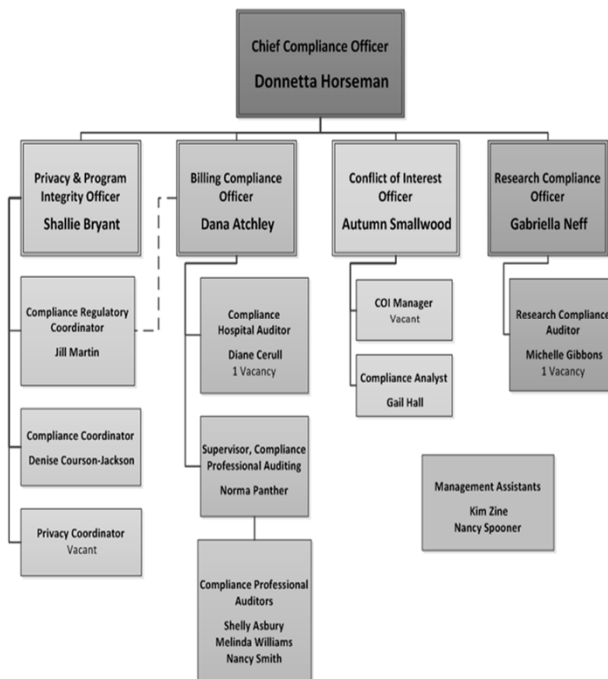 Chief Compliance Officer
Donnetta Horseman
Privacy & Program
Integrity Officer
Shallie Bryant
Billing Compliance
Officer
Dana Atchley
Conflict of Interest
Officer
Autumn Smallwood
Research Compliance
Officer
Gabriella Neff
Compliance Regulatory
Coordinator
Jill Martin
Compliance
Hospital Auditor
Diane Cerull
1 Vacancy
COI Manager
Vacant
Research Compliance
Auditor
Michelle Gibbons
1 Vacancy
Compliance Analyst
Gail Hall
Compliance Coordinator
Denise Courson-Jackson
Supervisor, Compliance
Professional Auditing
Norma Panther
Management Assistants
Kim Zine
Nancy Spooner
Privacy Coordinator
Vacant
Compliance Professional
Auditors
Shelly Asbury
Melinda Williams
Nancy Smith